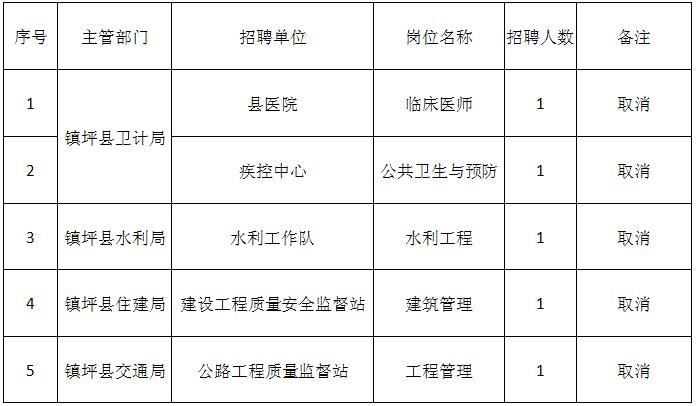 序号 主管部门 招聘单位 岗位名称 招聘人数 备注
1 镇坪县卫计局 县医院 临床医师 1 取消
2 疾控中心 公共卫生与预防 1 取消
3 镇坪县水利局 水利工作队 水利工程 1 取消
4 镇坪县住建局 建设工程质量安全监督站 建筑管理 1 取消
5 镇坪县交通局 公路工程质量监督站 工程管理 1 取消